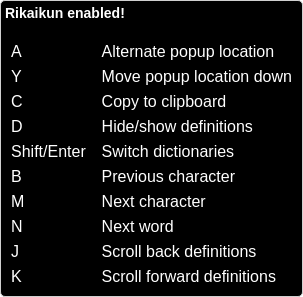 Rikaikun enabled!
A Alternate popup location
Y Move popup location down
C Copy to clipboard
D Hide/show definitions
Shift/Enter Switch dictionaries
B Previous character
M Next character
N Next word
J Scroll back definitions
K Scroll forward definitions